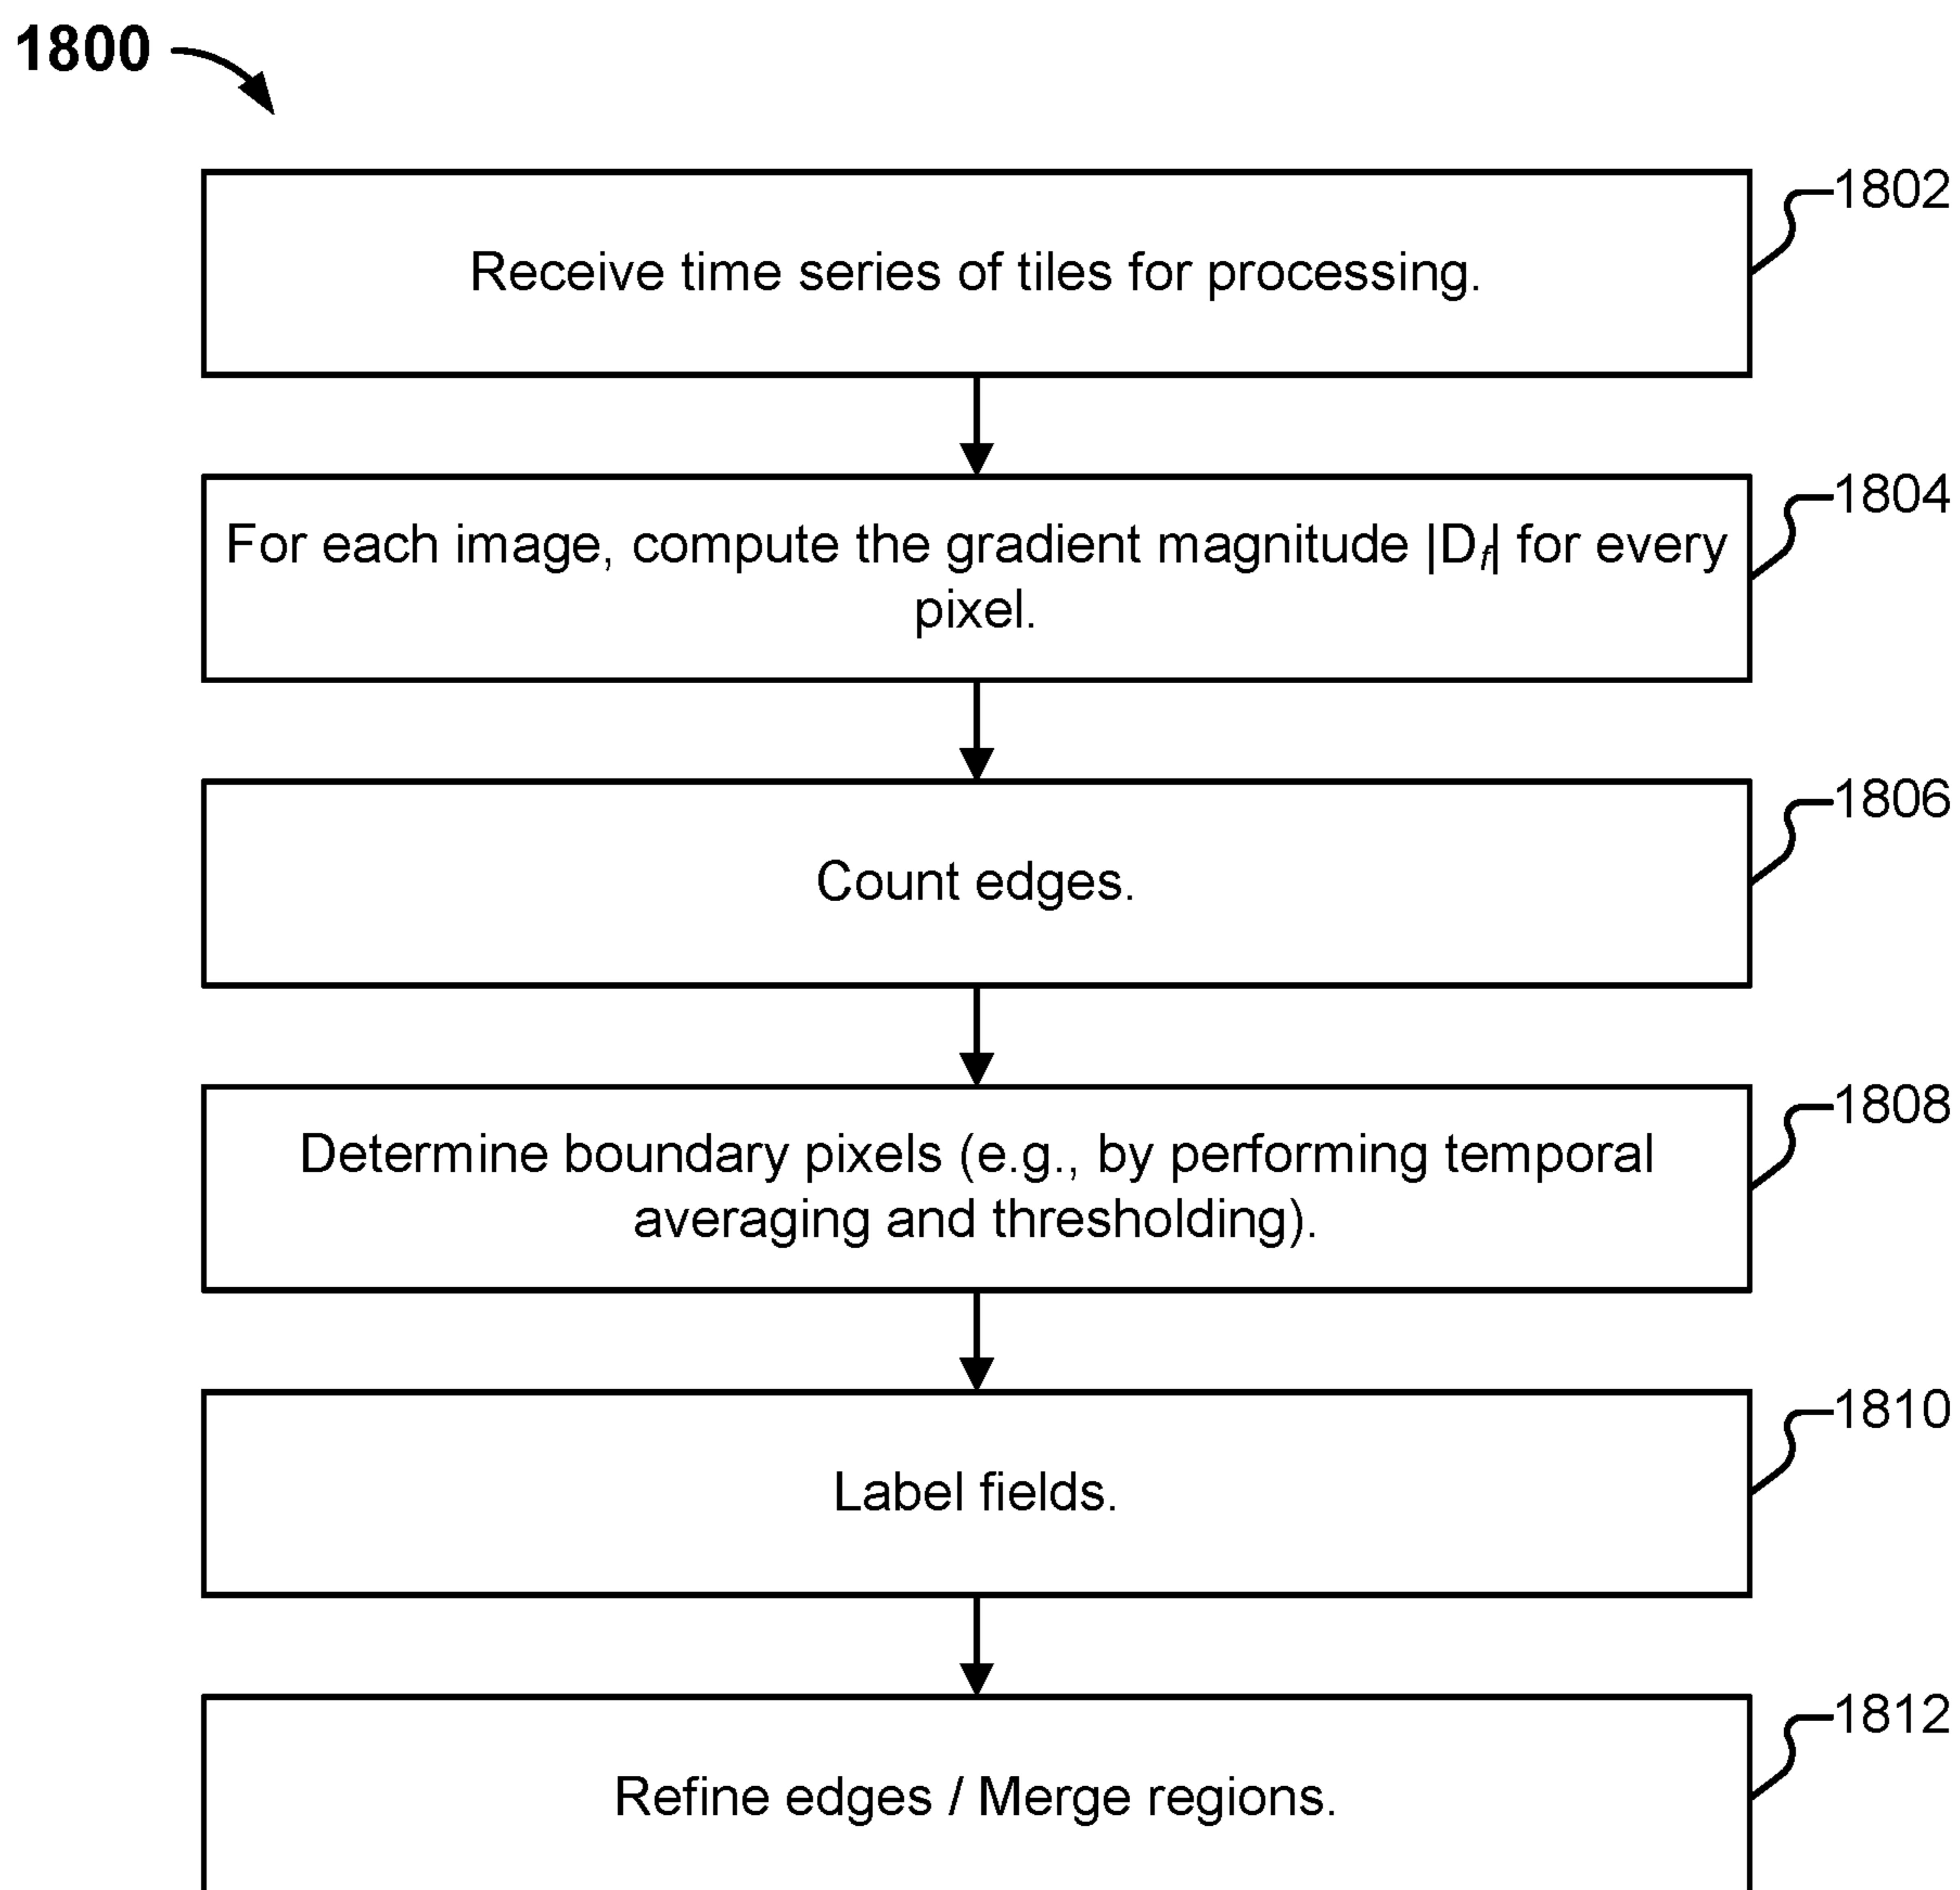 1800
1802
Receive time series of tiles for processing.
1804
For each image, compute the gradient magnitude |Df| for every
pixel.
1806
Count edges.
1808
Determine boundary pixels (e.g., by performing temporal
averaging and thresholding).
1810
Label fields.
1812
Refine edges / Merge regions.